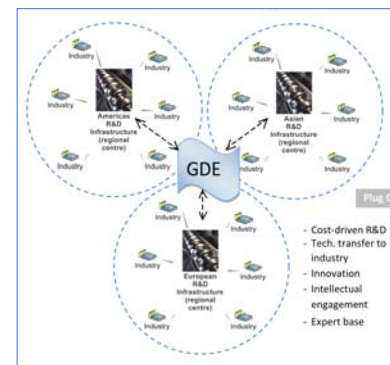 Industry
Industry
Industry
Industry
Americas
R&D
Infrastructure
(regional
centre)
Industry
Industry
Industry
Industry
Industry
Industry
Asian
R&D
Infrastructure
(regional
centre)
Industry
Industry
GDE
Industry
Industry
Industry
Industry
European
R&D
Infrastructure
(regional
centre)
Industry
Industry
Plug
- Cost-driven R&D
- Tech. transfer to
industry
- Innovation
- Intellectual
engagement
- Expert base